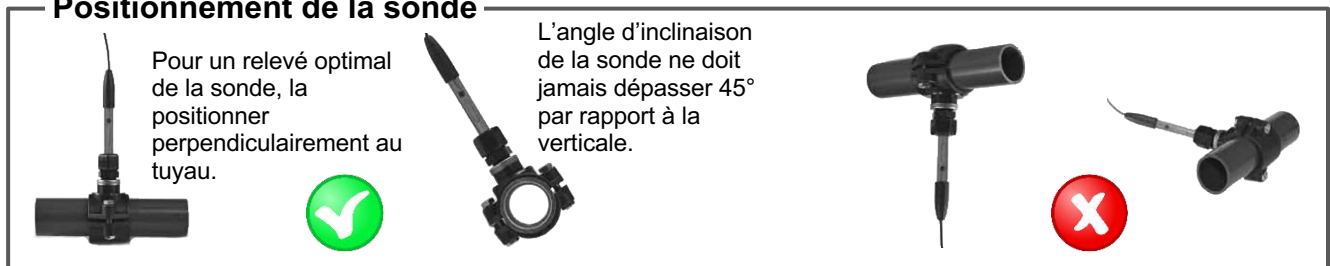 Positionnement de la sonde
Pour un relevé optimal
de la sonde, la
positionner
perpendiculairement au
tuyau.
L’angle d’inclinaison
de la sonde ne doit
jamais dépasser 45°
par rapport à la
verticale.